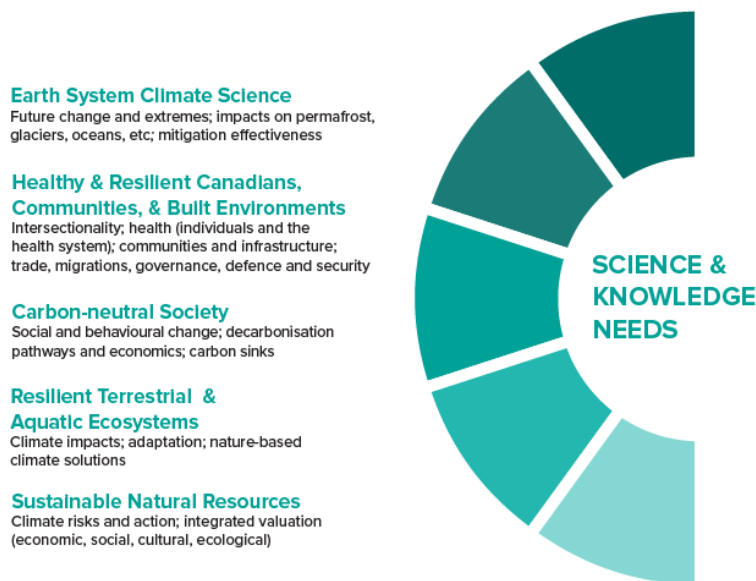 Earth System Climate Science
Future change and extremes; impacts on permafrost,
glaciers, oceans, etc; mitigation effectiveness
Healthy & Resilient Canadians,
Communities, & Built Environments
Intersectionality; health (individuals and the
health system); communities and infrastructure;
trade, migrations, governance, defence and security
Carbon-neutral Society
Social and behavioural change; decarbonisation
pathways and economics; carbon sinks
Resilient Terrestrial &
Aquatic Ecosystems
Climate impacts; adaptation; nature-based
climate solutions
Sustainable Natural Resources
Climate risks and action; integrated valuation
(economic, social, cultural, ecological)
SCIENCE &
KNOWLEDGE
NEEDS